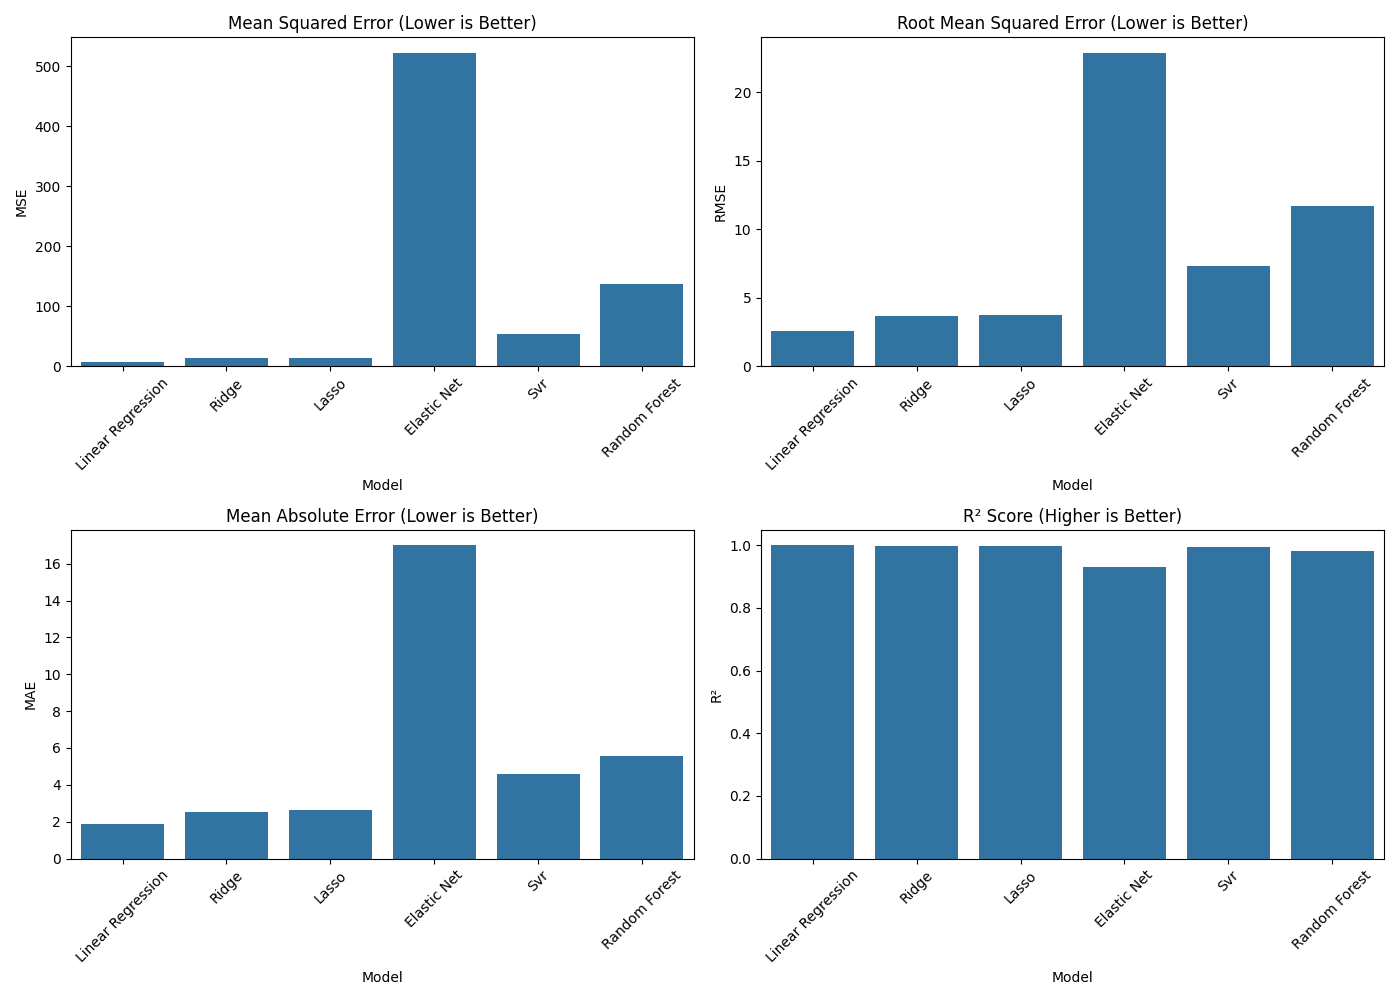 Mean Squared Error (Lower is Better)
MSE
500
400
300
200
100
0
Linear Regression
Ridge
Lasso
Elastic Net
Svr
Random Forest
Model
Root Mean Squared Error (Lower is Better)
RMSE
20
15
10
5
0
Linear Regression
Ridge
Lasso
Elastic Net
Svr
Random Forest
Model
Mean Absolute Error (Lower is Better)
MAE
16
14
12
10
8
6
4
2
0
Linear Regression
Ridge
Lasso
Elastic Net
Svr
Random Forest
Model
R² Score (Higher is Better)
R²
1.0
0.8
0.6
0.4
0.2
0.0
Linear Regression
Ridge
Lasso
Elastic Net
Svr
Random Forest
Model